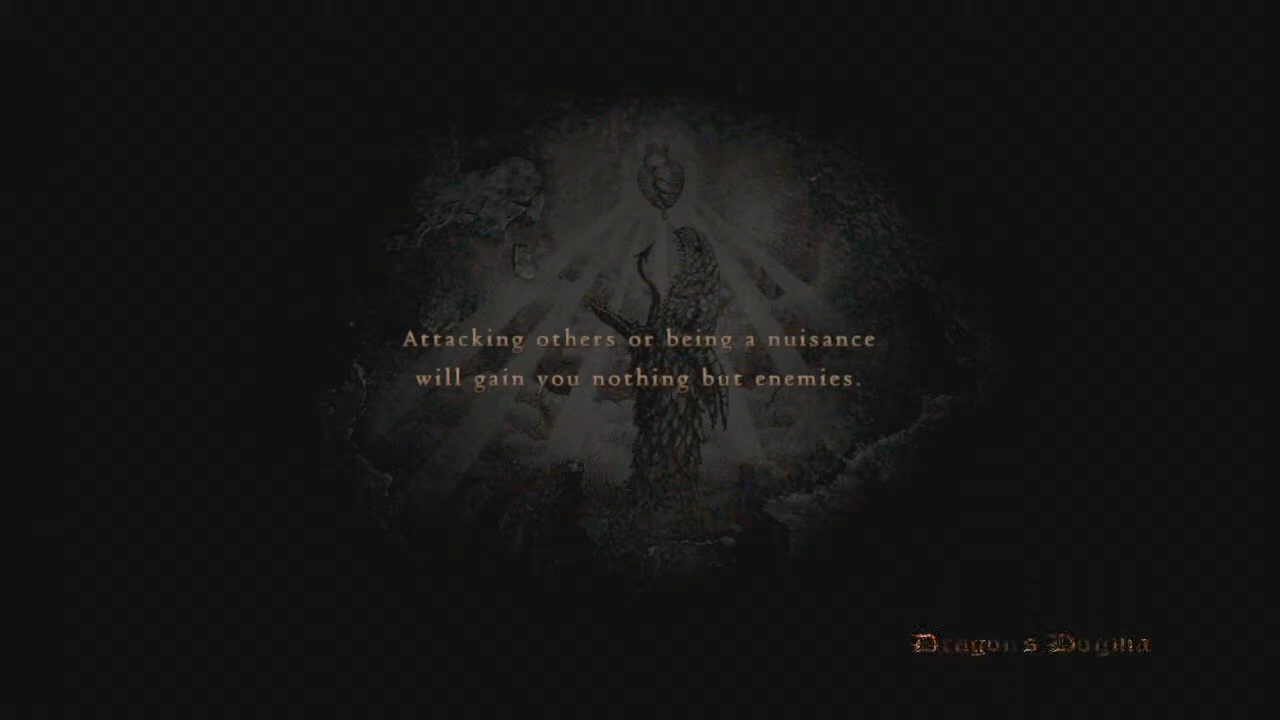 Attacking others or being a nuisance
will gain you nothing but enemies.
Dragon's Dogma